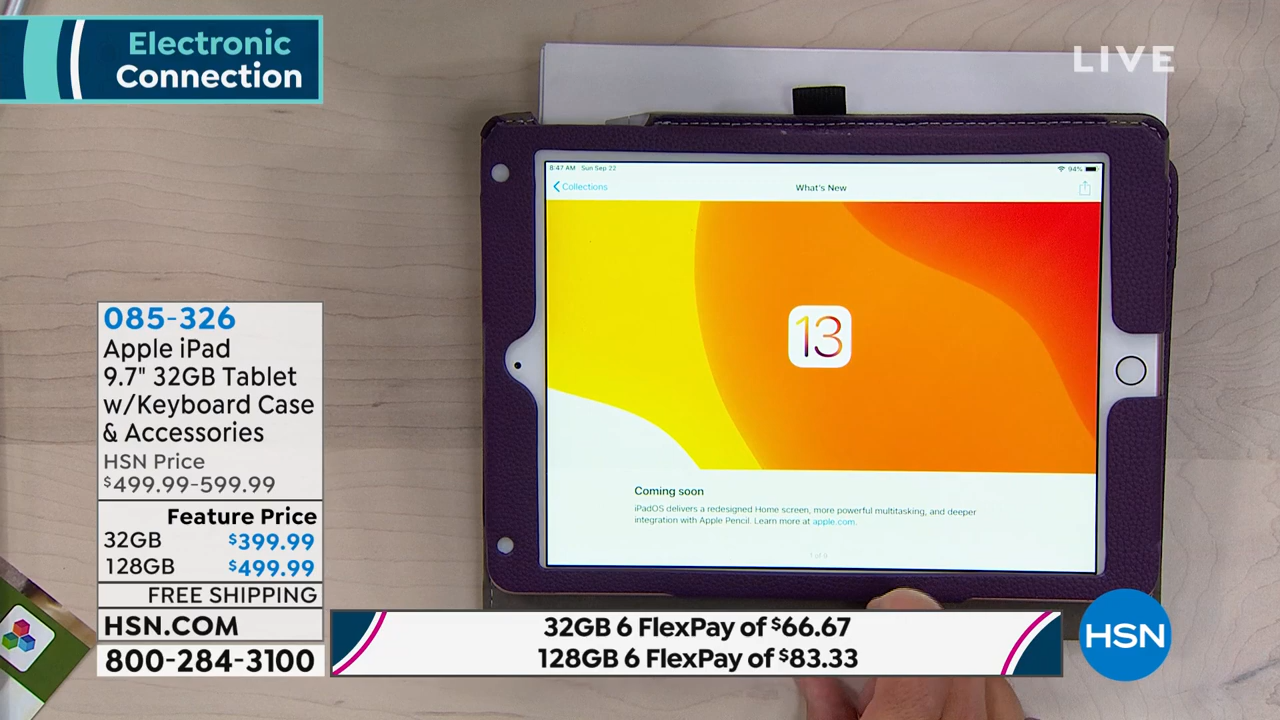 Electronic
Connection
LIVE
8:47 AM Sun Sep 22
94%
Collections
What's New
13
Coming soon
iPadOS delivers a redesigned Home screen, more powerful multitasking, and deeper
integration with Apple Pencil. Learn more at apple.com.
085-326
Apple iPad
9.7" 32GB Tablet
w/Keyboard Case
& Accessories
HSN Price
$499.99-599.99
Feature Price
32GB $399.99
128GB $499.99
FREE SHIPPING
HSN.COM
800-284-3100
32GB 6 FlexPay of $66.67
128GB 6 FlexPay of $83.33
HSN